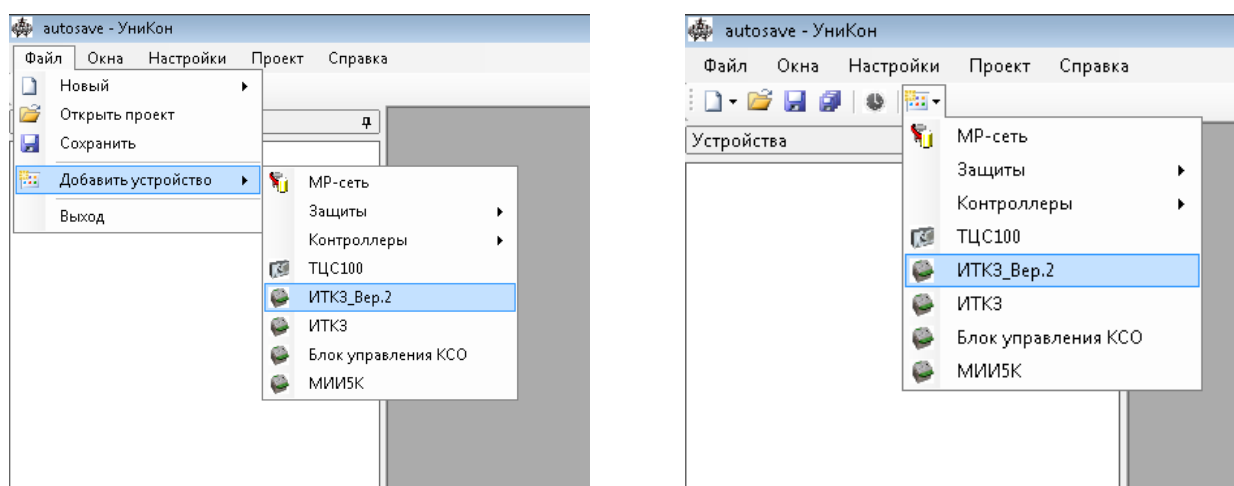 autosave - УниКон
Файл Окна Настройки Проект Справка
Новый
Открыть проект
Сохранить
Добавить устройство
Выход
МР-сеть
Защиты
Контроллеры
ТЦС100
ИТКЗ_Вер.2
ИТКЗ
Блок управления КСО
МИИ5К
autosave - УниКон
Файл Окна Настройки Проект Справка
Устройства
МР-сеть
Защиты
Контроллеры
ТЦС100
ИТКЗ_Вер.2
ИТКЗ
Блок управления КСО
МИИ5К